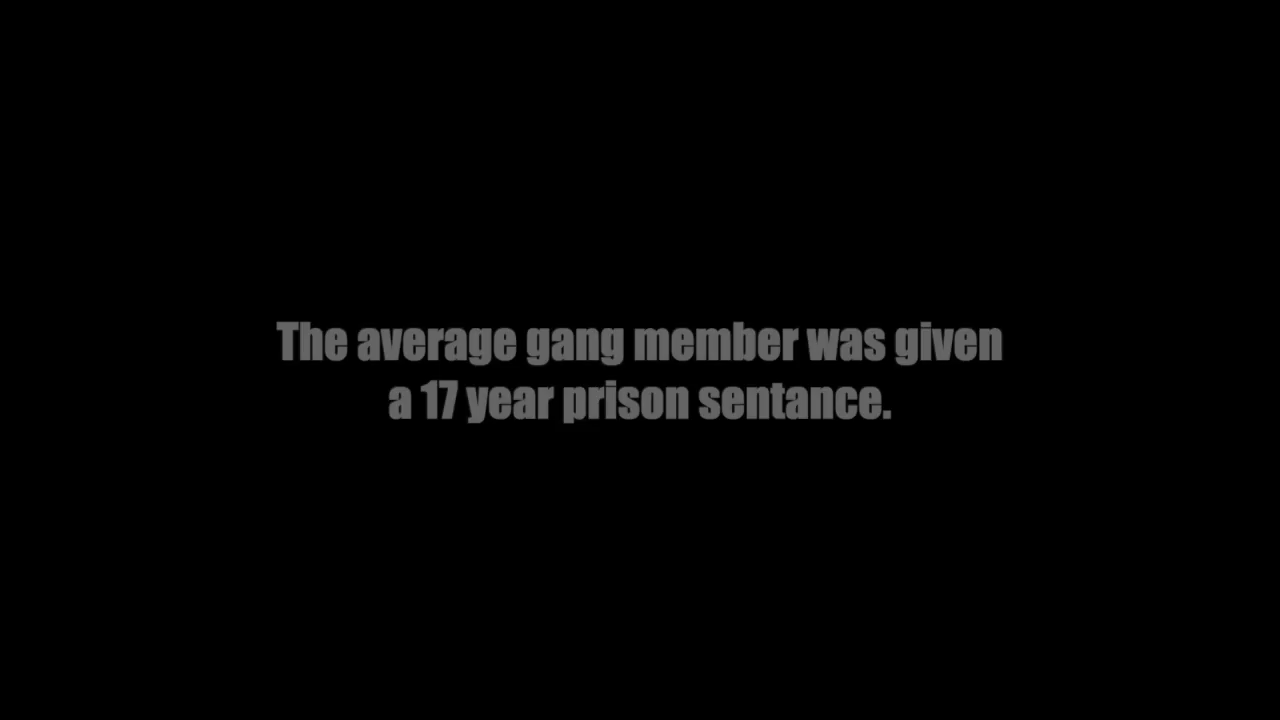 The average gang member was given
a 17 year prison sentance.